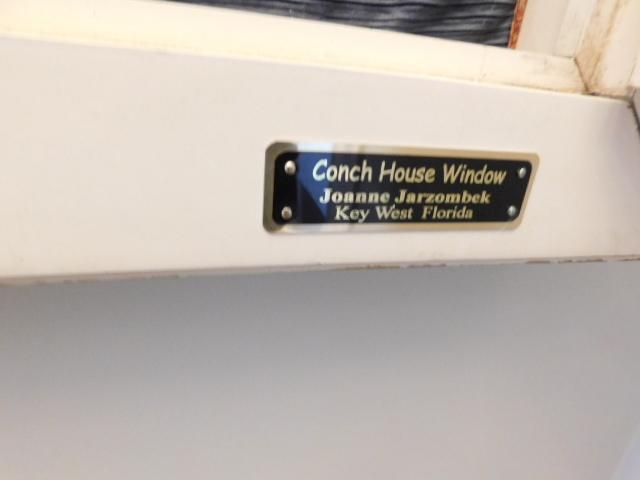 Conch House Window
Joanne Jarzombek
Key West Florida